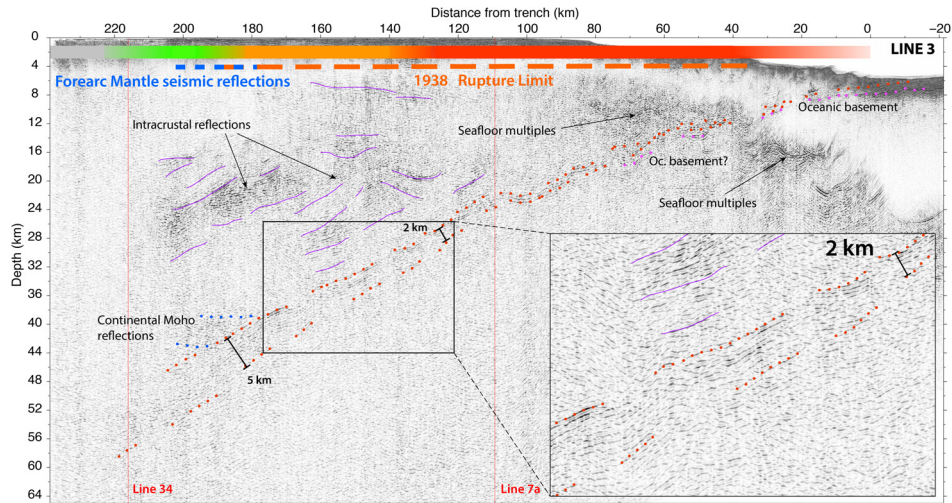 Distance from trench (km)
220 200 180 160 140 120 100 80 60 40 20 0 −20
0
4
8
12
16
20
24
28
32
36
40
44
48
52
56
60
64
Depth (km)
LINE 3
Forearc Mantle seismic reflections
1938 Rupture Limit
Oceanic basement
Intracrustal reflections
Seafloor multiples
Oc. basement?
Seafloor multiples
2 km
2 km
Continental Moho
reflections
5 km
Line 34
Line 7a